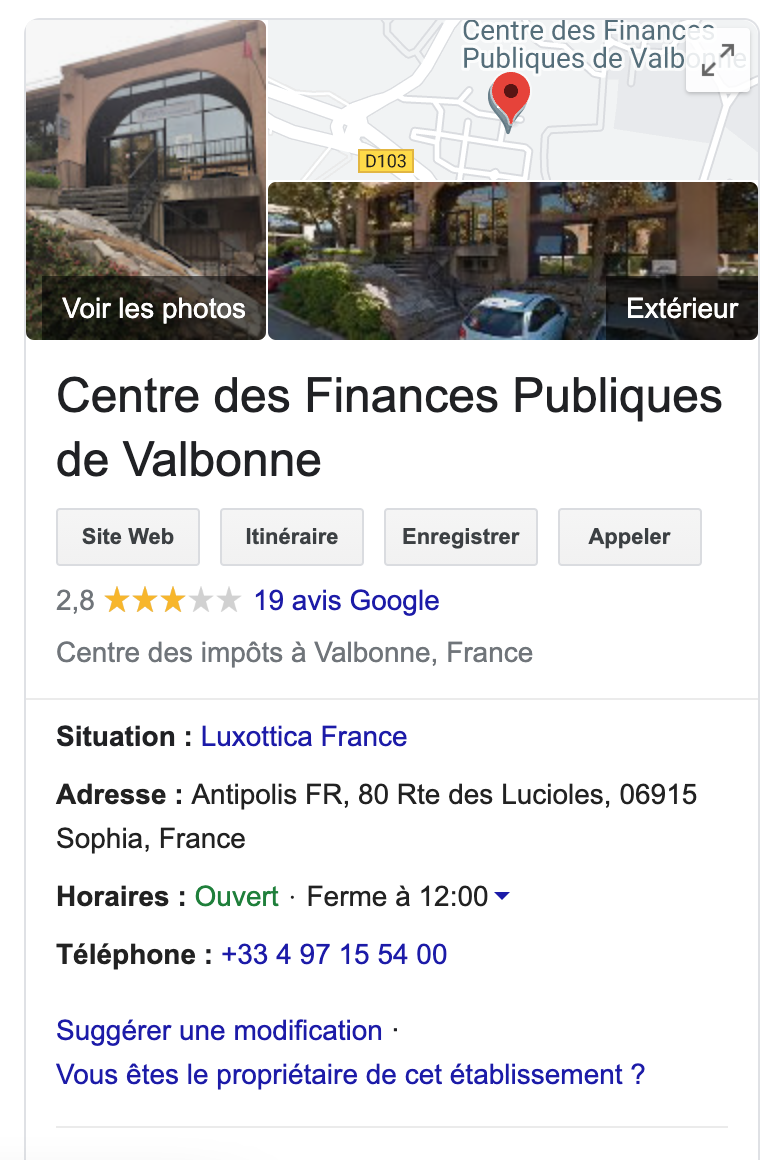 Centre des Finances
Publiques de Valbonne
D103
Voir les photos
Extérieur
Centre des Finances Publiques
de Valbonne
Site Web
Itinéraire
Enregistrer
Appeler
2,8
19 avis Google
Centre des impôts à Valbonne, France
Situation : Luxottica France
Adresse : Antipolis FR, 80 Rte des Lucioles, 06915
Sophia, France
Horaires : Ouvert · Ferme à 12:00
Téléphone : +33 4 97 15 54 00
Suggérer une modification ·
Vous êtes le propriétaire de cet établissement ?